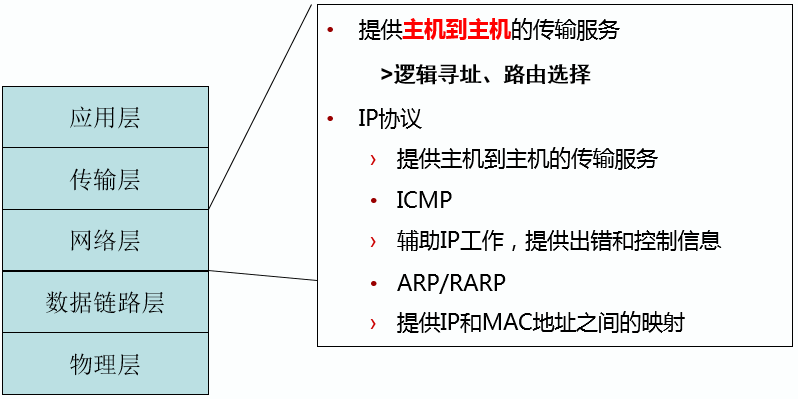 应用层
传输层
网络层
数据链路层
物理层
• 提供主机到主机的传输服务
>逻辑寻址、路由选择
• IP协议
› 提供主机到主机的传输服务
• ICMP
› 辅助IP工作，提供出错和控制信息
• ARP/RARP
› 提供IP和MAC地址之间的映射